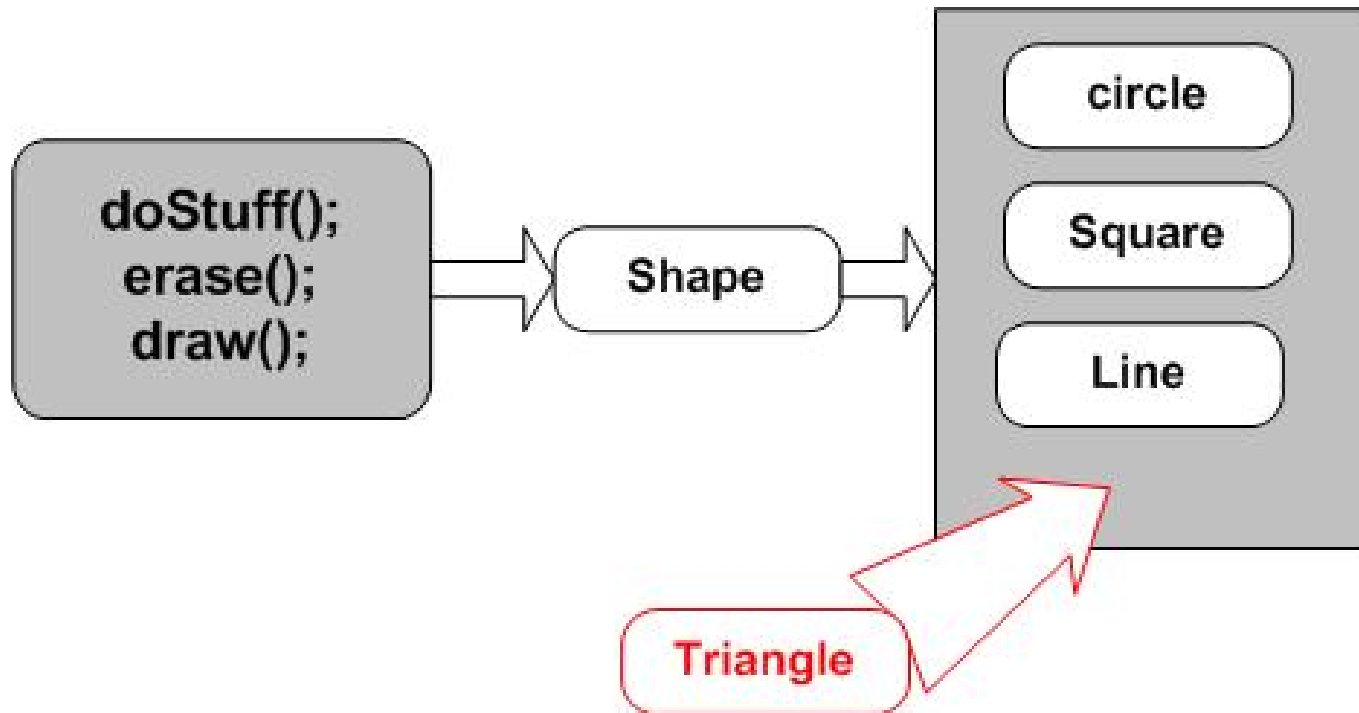 doStuff();
erase();
draw();
Shape
circle
Square
Line
Triangle